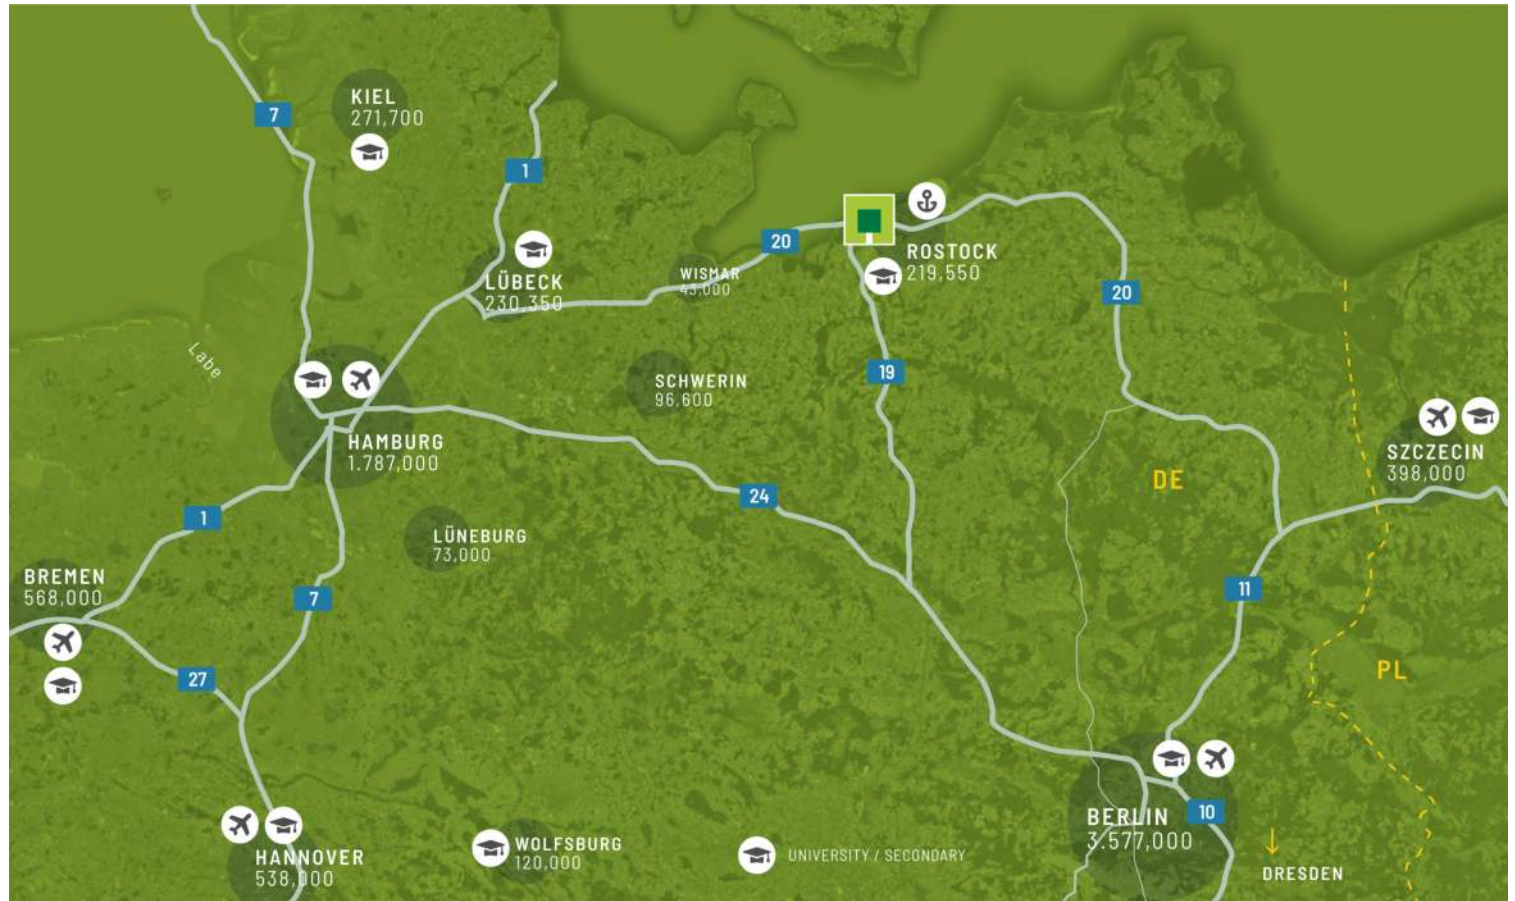 7
KIEL
271,700
1
20
ROSTOCK
219,550
LÜBECK
230,350
WISMAR
43,000
20
Labe
19
SCHWERIN
96,600
HAMBURG
1.787,000
SZCZECIN
398,000
DE
24
1
LÜNEBURG
73,000
BREMEN
568,000
7
11
27
PL
BERLIN
3.577,000
10
HANNOVER
538,000
WOLFSBURG
120,000
UNIVERSITY / SECONDARY
DRESDEN